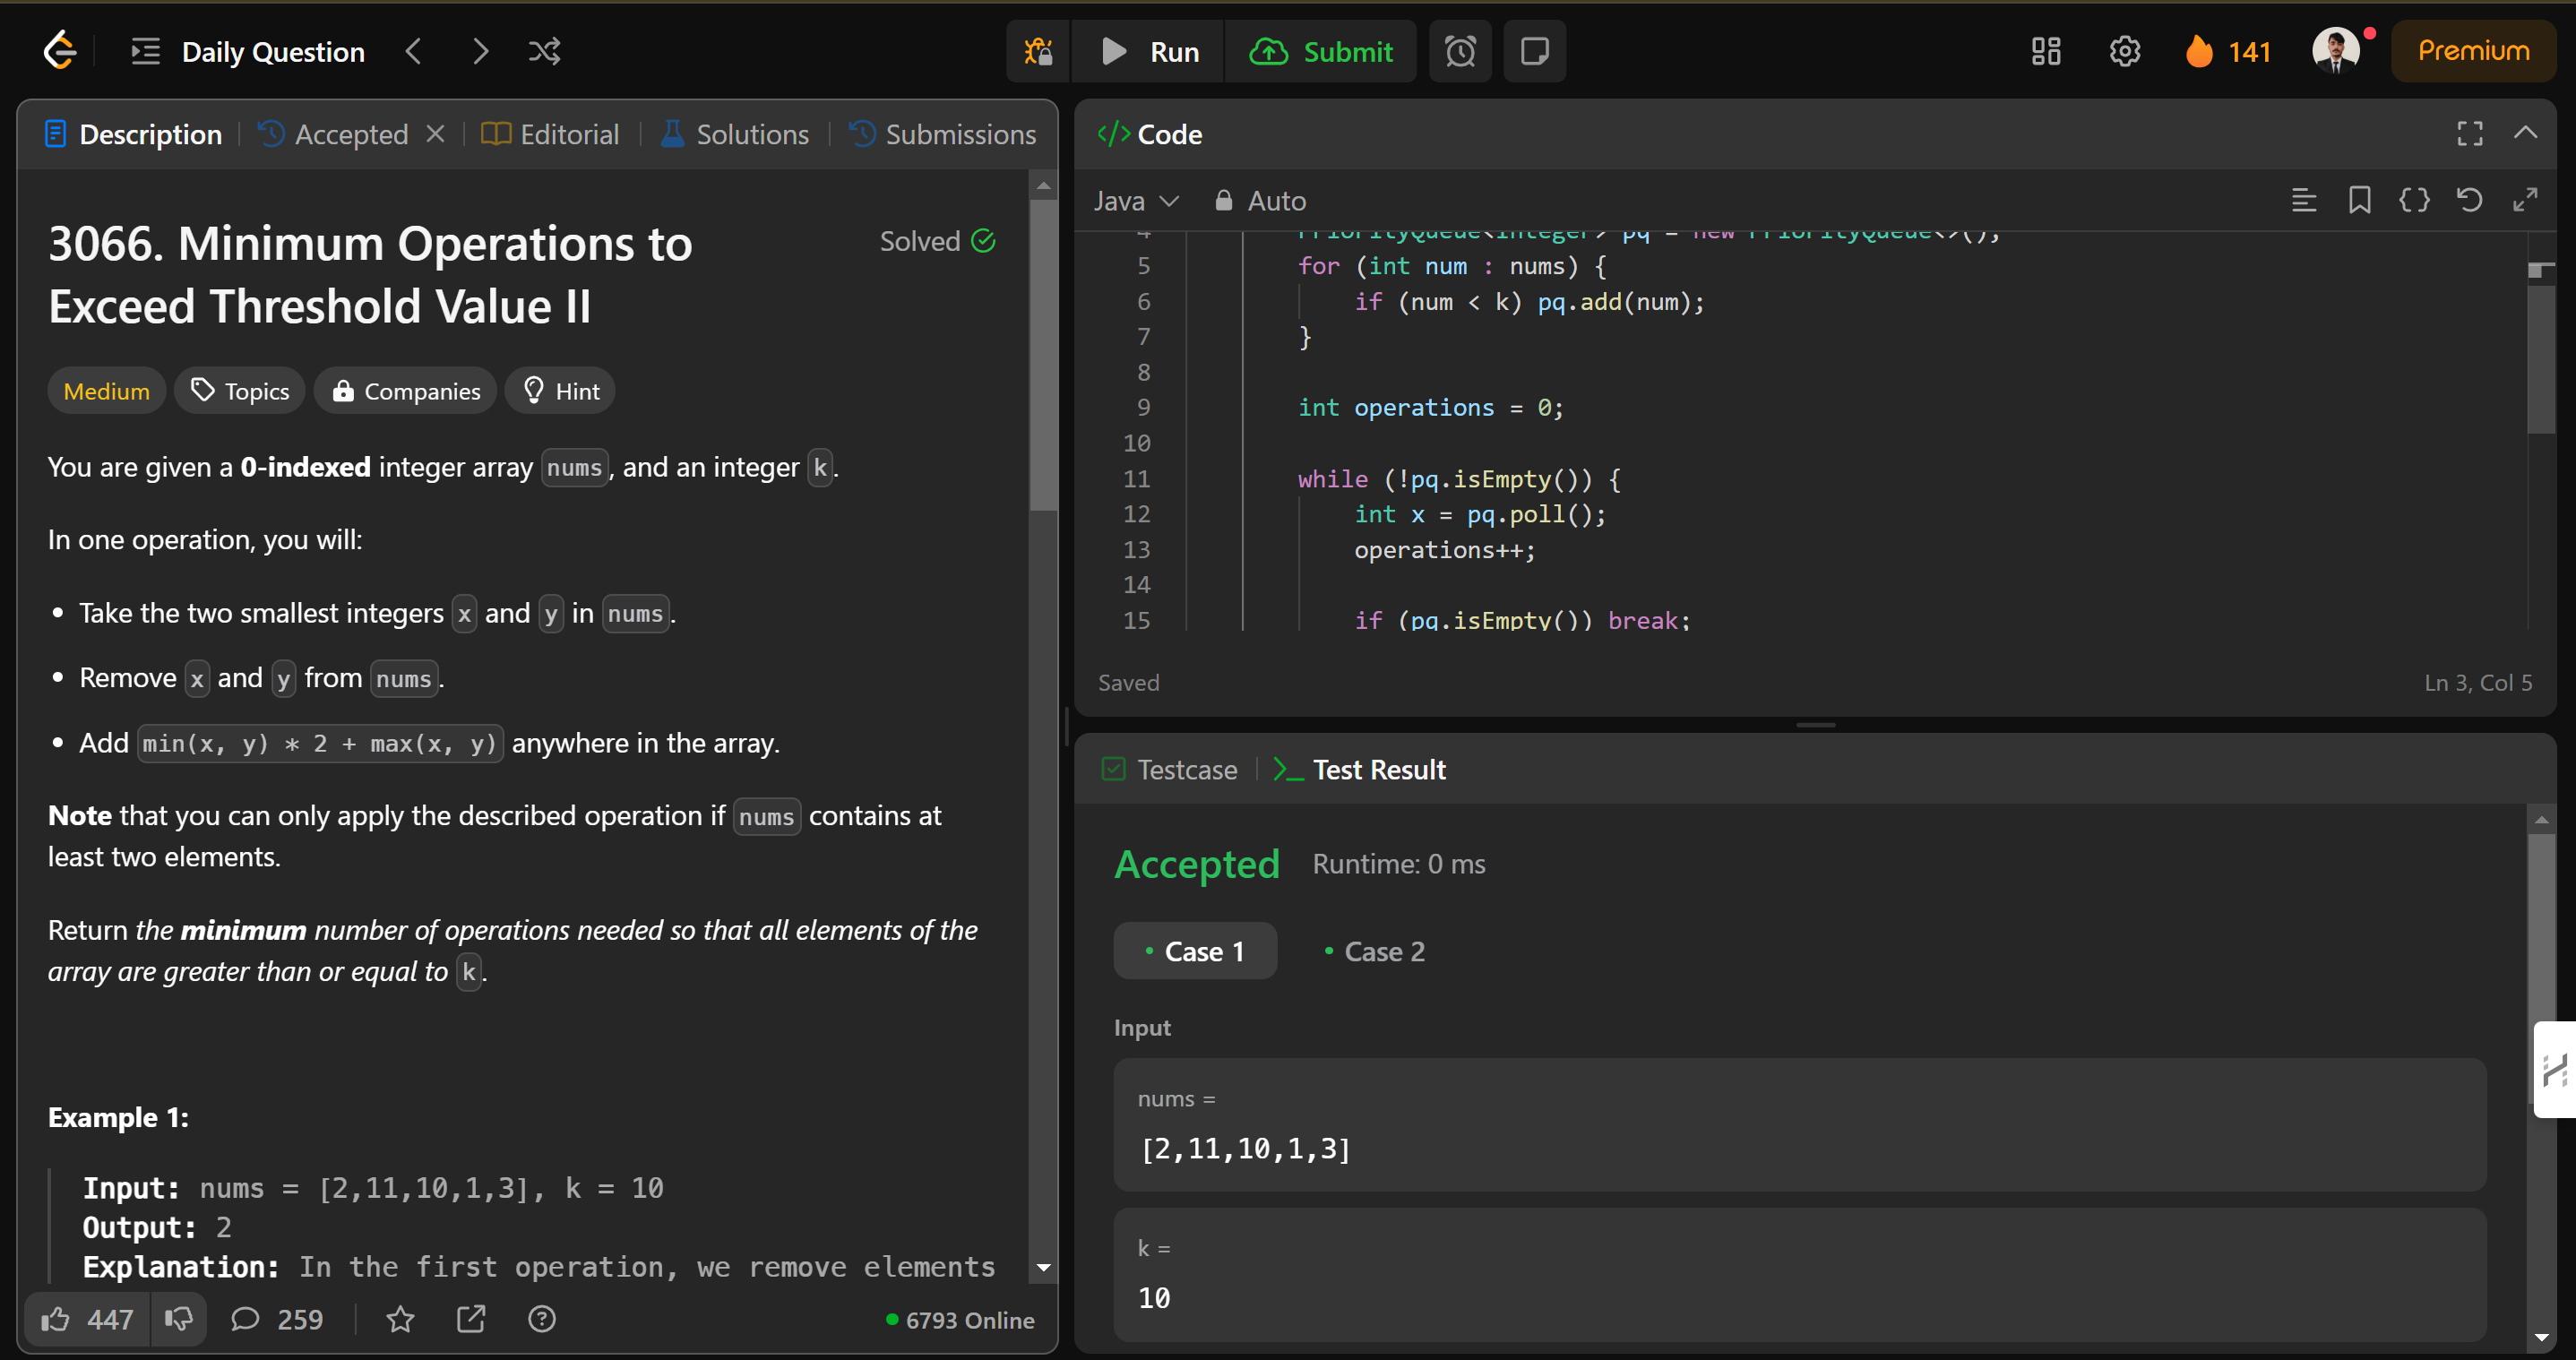 Daily Question
Run
Submit
141
Premium
Description
Accepted
Editorial
Solutions
Submissions
3066. Minimum Operations to
Exceed Threshold Value II
Solved
Medium
Topics
Companies
Hint
You are given a 0-indexed integer array nums, and an integer k.
In one operation, you will:
• Take the two smallest integers x and y in nums.
• Remove x and y from nums.
• Add min(x, y) * 2 + max(x, y) anywhere in the array.
Note that you can only apply the described operation if nums contains at
least two elements.
Return the minimum number of operations needed so that all elements of the
array are greater than or equal to k.
Example 1:
Input: nums = [2,11,10,1,3], k = 10
Output: 2
Explanation: In the first operation, we remove elements
447
259
6793 Online
</> Code
Java
Auto
4 PriorityQueue<Integer> pq = new PriorityQueue<>();
5 for (int num : nums) {
6 if (num < k) pq.add(num);
7 }
8
9 int operations = 0;
10
11 while (!pq.isEmpty()) {
12 int x = pq.poll();
13 operations++;
14
15 if (pq.isEmpty()) break;
Saved
Ln 3, Col 5
Testcase
Test Result
Accepted
Runtime: 0 ms
• Case 1
• Case 2
Input
nums =
[2,11,10,1,3]
k =
10